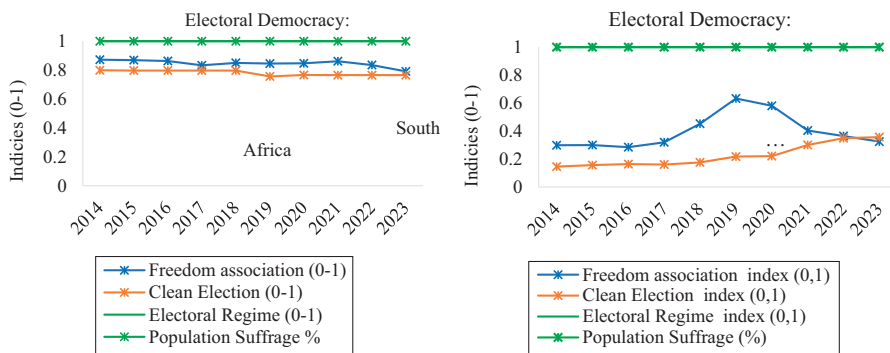 Electoral Democracy:
Indicies (0-1)
1
0.8
0.6
0.4
0.2
0
South
Africa
2014
2015
2016
2017
2018
2019
2020
2021
2022
2023
Freedom association (0-1)
Clean Election (0-1)
Electoral Regime (0-1)
Population Suffrage %
Electoral Democracy:
Indicies (0-1)
1
0.8
0.6
0.4
0.2
0
...
2014
2015
2016
2017
2018
2019
2020
2021
2022
2023
Freedom association index (0,1)
Clean Election index (0,1)
Electoral Regime index (0,1)
Population Suffrage (%)